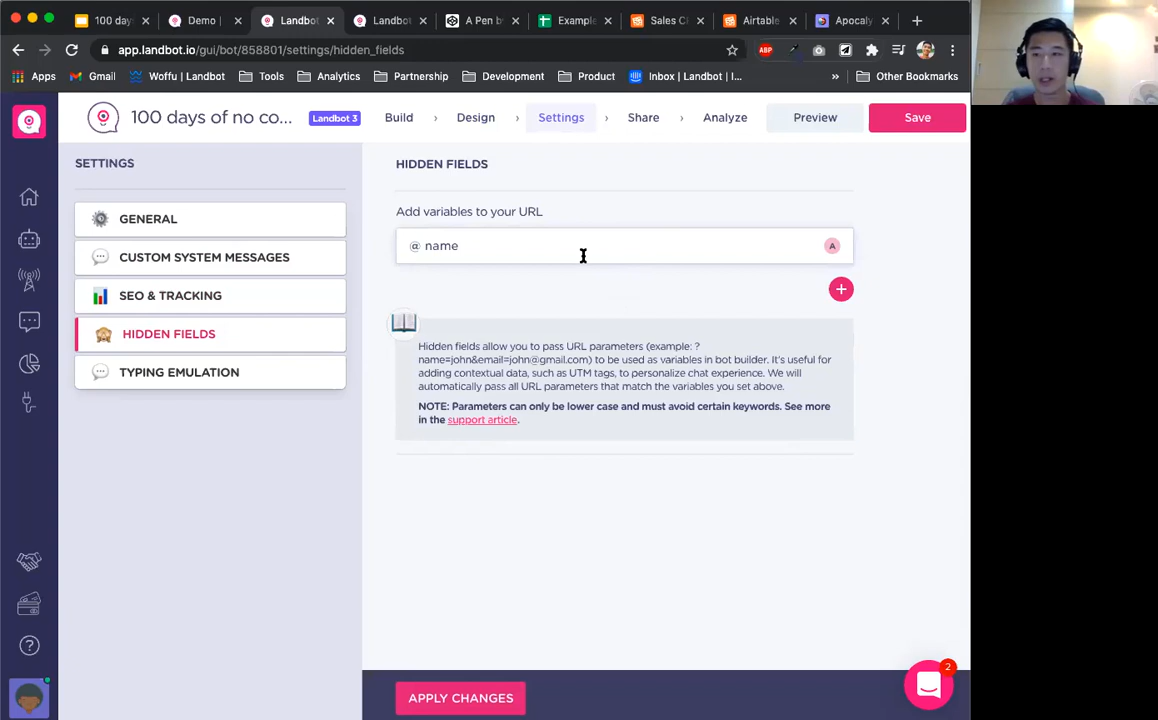 100 days
Demo |
Landbot
Landbot
A Pen by
Example
Sales C
Airtable
Apocaly
app.landbot.io/gui/bot/858801/settings/hidden_fields
ABP
Apps
Gmail
Woffu | Landbot
Tools
Analytics
Partnership
Development
Product
Inbox | Landbot | I...
»
Other Bookmarks
100 days of no co...
Landbot 3
Build
Design
Settings
Share
Analyze
Preview
Save
SETTINGS
GENERAL
CUSTOM SYSTEM MESSAGES
SEO & TRACKING
HIDDEN FIELDS
TYPING EMULATION
HIDDEN FIELDS
Add variables to your URL
@ name
A
+
Hidden fields allow you to pass URL parameters (example: ?
name=john&email=john@gmail.com) to be used as variables in bot builder. It's useful for
adding contextual data, such as UTM tags, to personalize chat experience. We will
automatically pass all URL parameters that match the variables you set above.
NOTE: Parameters can only be lower case and must avoid certain keywords. See more
in the support article.
APPLY CHANGES
2